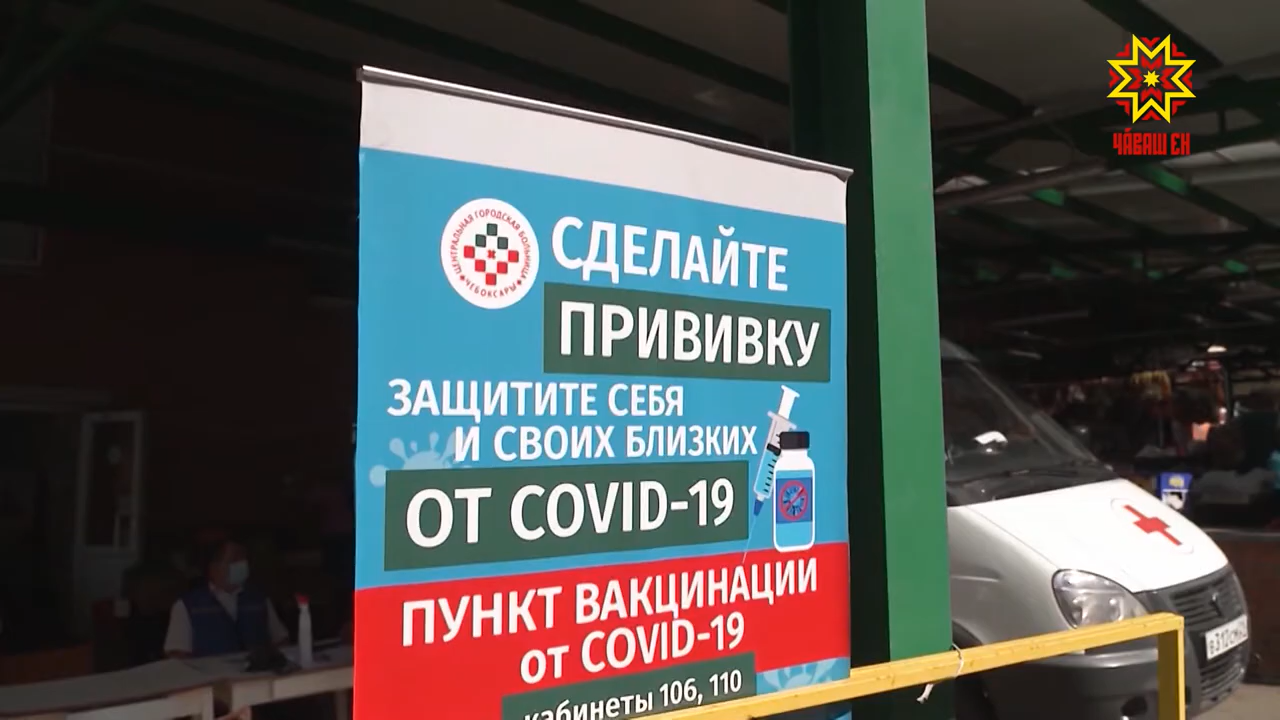 ЧӐВАШ ЕН
ЦЕНТРАЛЬНАЯ ГОРОДСКАЯ БОЛЬНИЦА
ЧЕБОКСАРЫ
СДЕЛАЙТЕ
ПРИВИВКУ
ЗАЩИТИТЕ СЕБЯ
И СВОИХ БЛИЗКИХ
ОТ COVID-19
ПУНКТ ВАКЦИНАЦИИ
от COVID-19
кабинеты 106, 110